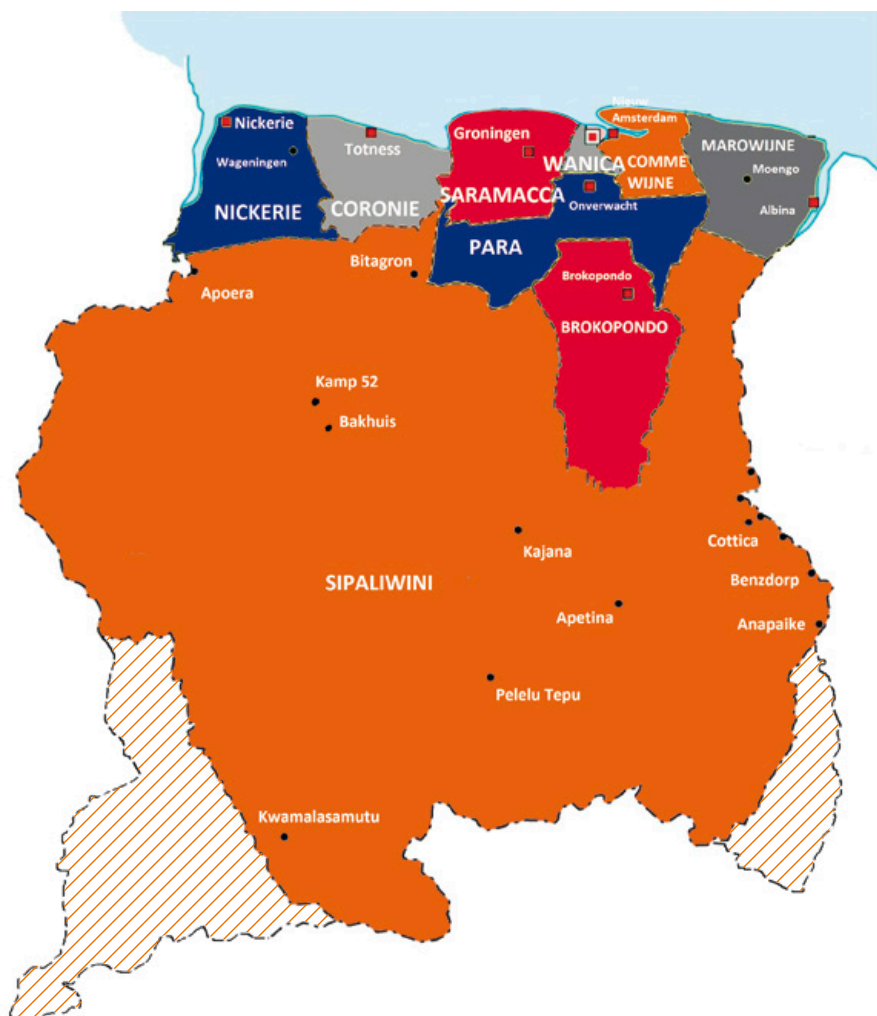 Nieuw
Amsterdam
Nickerie
Groningen
Totness
MAROWIJNE
Wageningen
WANICA
COMME
WIJNE
Moengo
SARAMACCA
NICKERIE
CORONIE
Onverwacht
Albina
PARA
Bitagron
Apoera
Brokopondo
BROKOPONDO
Kamp 52
Bakhuis
Kajana
Cottica
SIPALIWINI
Benzdorp
Apetina
Anapaike
Pelelu Tepu
Kwamalasamutu